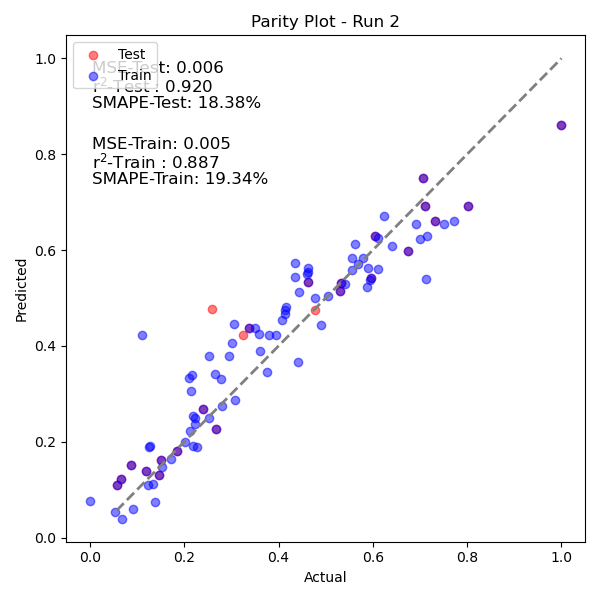 Parity Plot - Run 2
Test
Train
MSE-Test: 0.006
r²-Test : 0.920
SMAPE-Test: 18.38%
MSE-Train: 0.005
r²-Train : 0.887
SMAPE-Train: 19.34%
1.0
0.8
0.6
0.4
0.2
0.0
Predicted
0.0 0.2 0.4 0.6 0.8 1.0
Actual